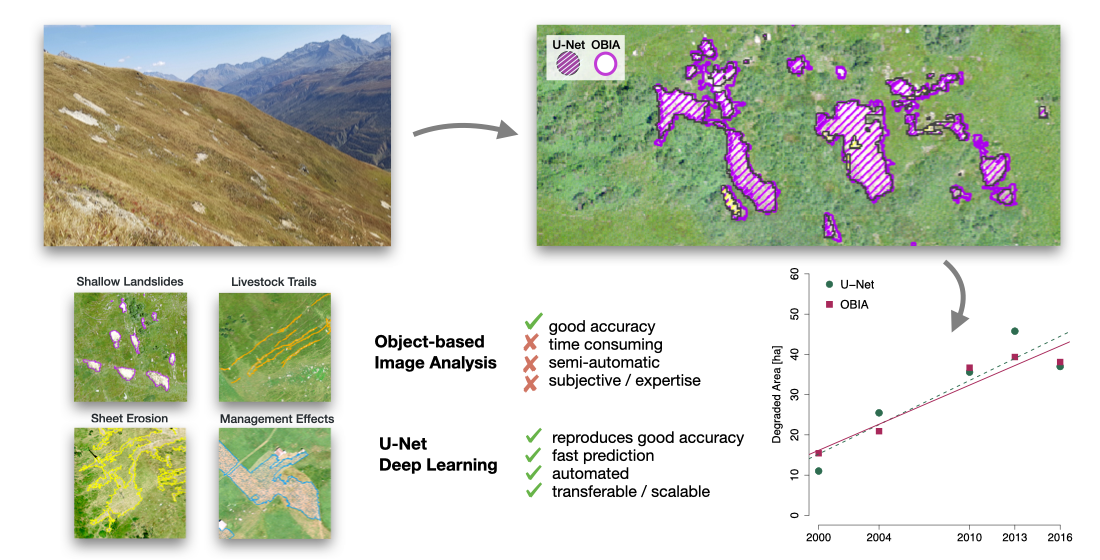 U-Net OBIA
Shallow Landslides
Livestock Trails
Sheet Erosion
Management Effects
Object-based
Image Analysis
✓ good accuracy
✘ time consuming
✘ semi-automatic
✘ subjective / expertise
U-Net
Deep Learning
✓ reproduces good accuracy
✓ fast prediction
✓ automated
✓ transferable / scalable
U−Net
OBIA
Degraded Area [ha]
60
50
40
30
20
10
0
2000 2004 2010 2013 2016